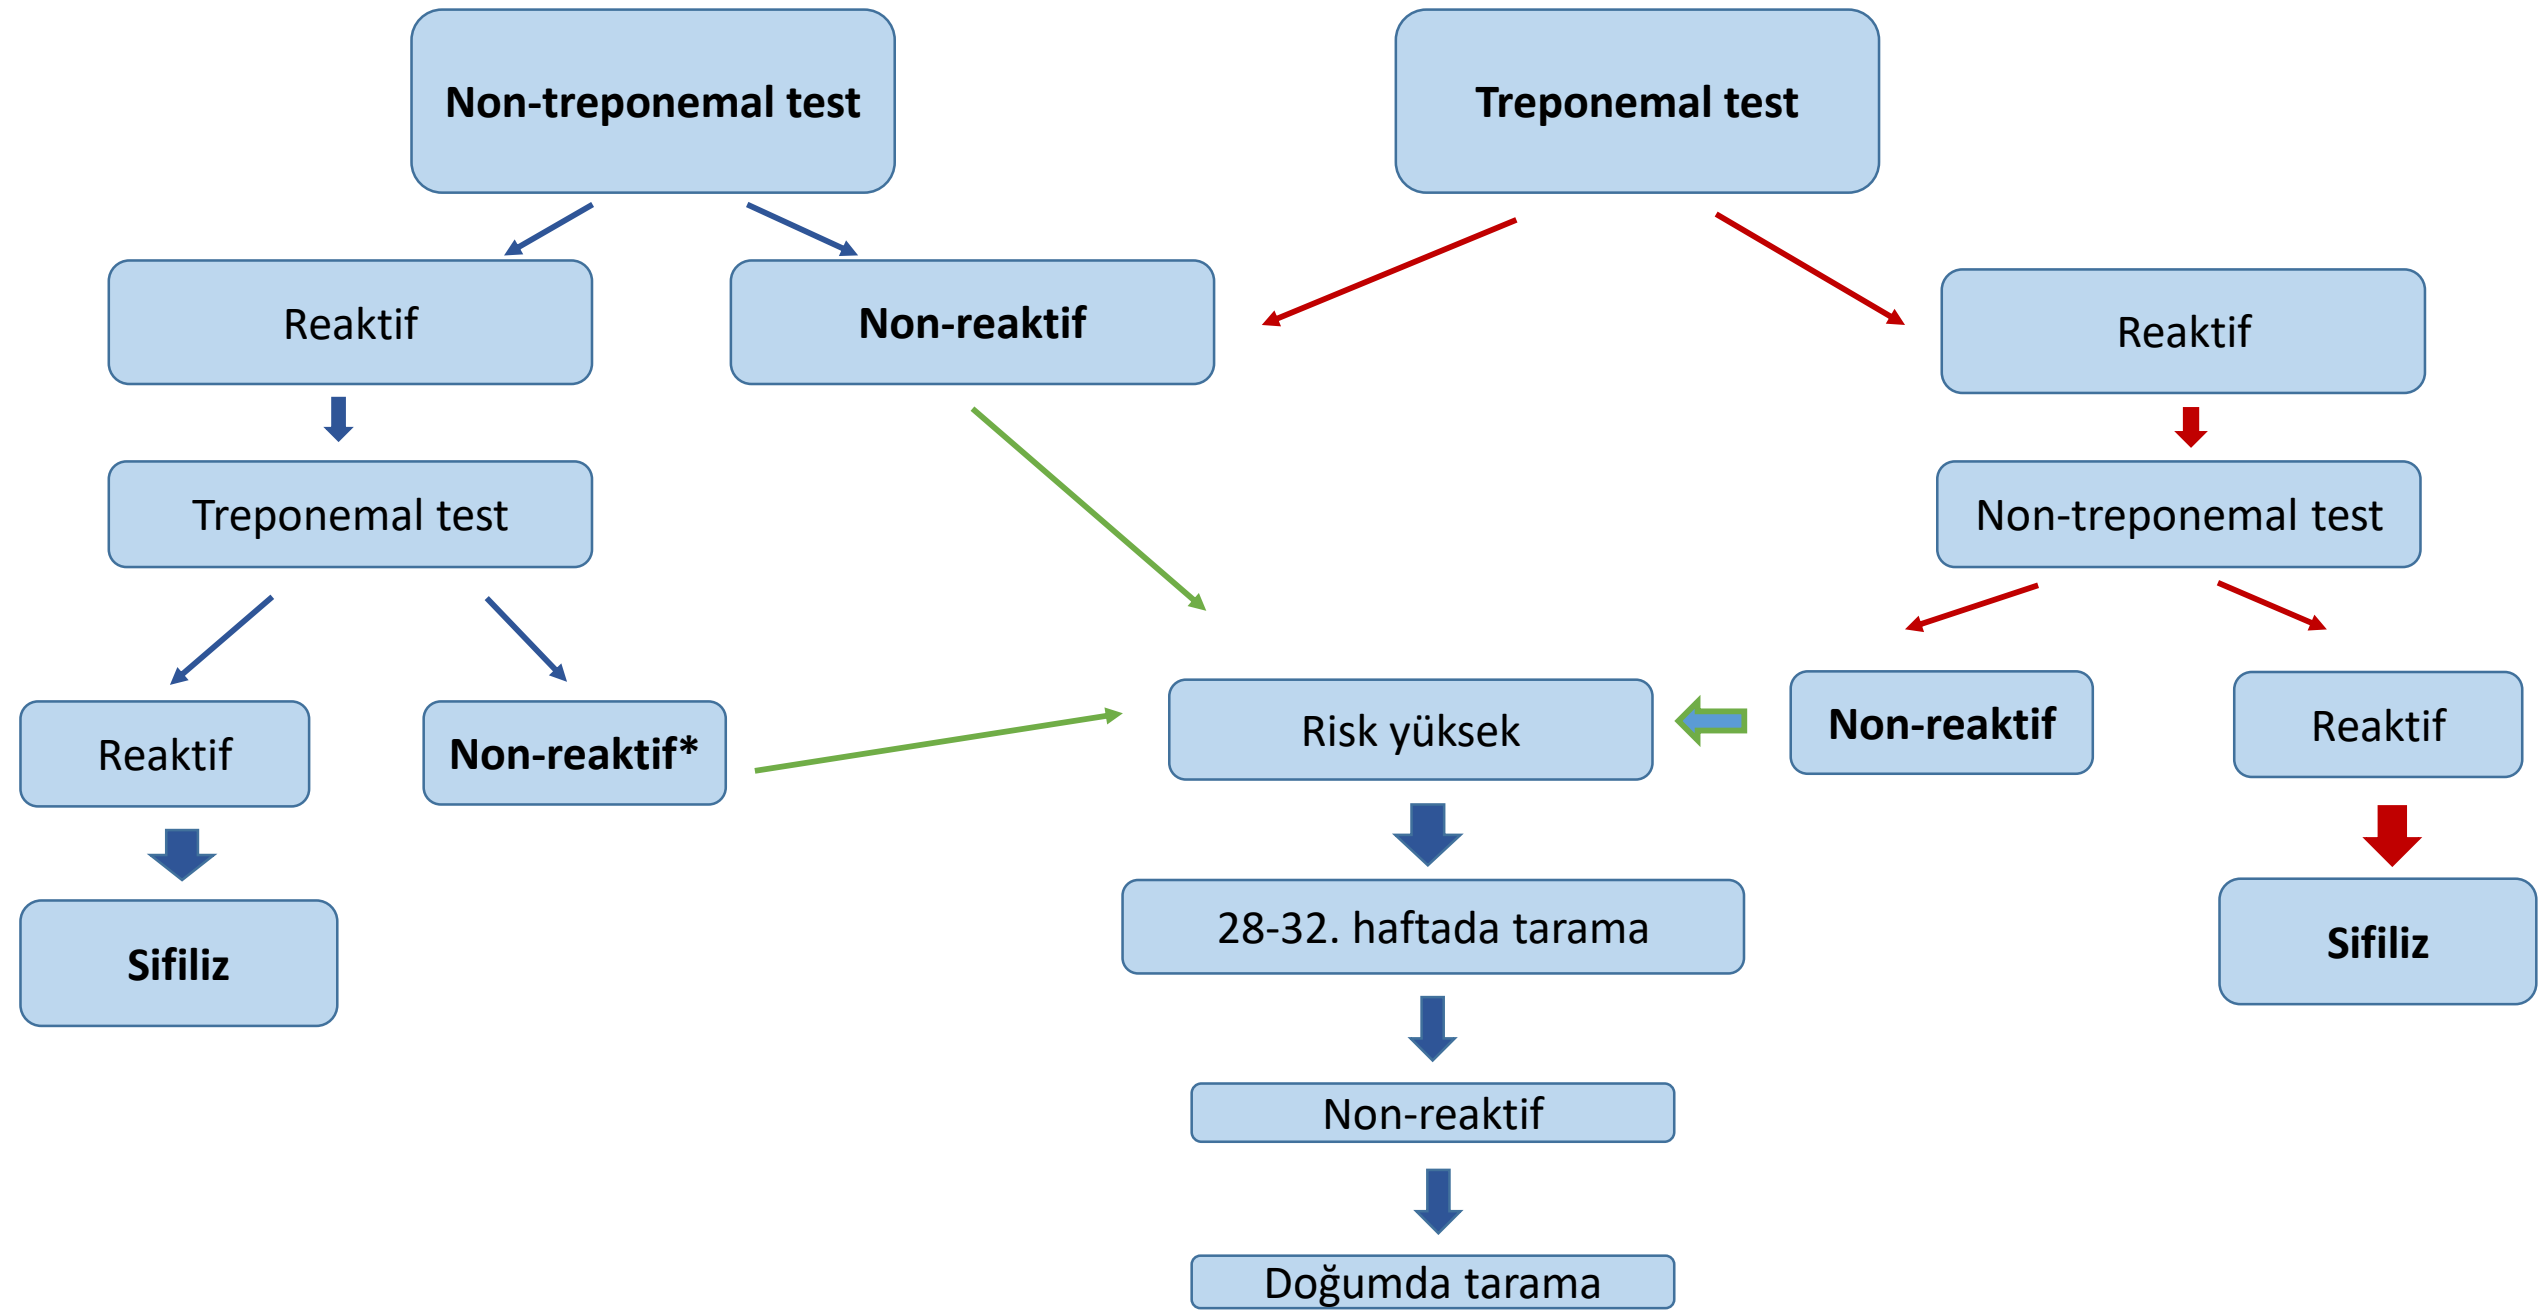 Non-treponemal test
Treponemal test
Reaktif
Non-reaktif
Reaktif
Treponemal test
Non-treponemal test
Reaktif
Non-reaktif*
Risk yüksek
Non-reaktif
Reaktif
Sifiliz
28-32. haftada tarama
Sifiliz
Non-reaktif
Doğumda tarama